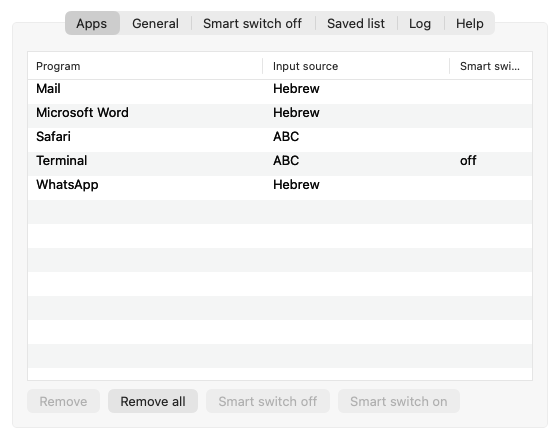 Apps General Smart switch off Saved list Log Help
Program Input source Smart swi...
Mail Hebrew
Microsoft Word Hebrew
Safari ABC
Terminal ABC off
WhatsApp Hebrew
Remove Remove all Smart switch off Smart switch on